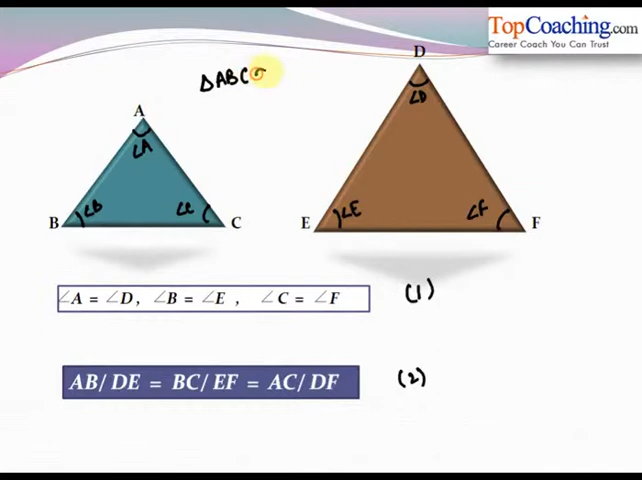 TopCoaching.com
Career Coach You Can Trust
D
ΔABC
∠D
A
∠A
∠B
∠C
∠E
∠F
B
C
E
F
∠A = ∠D, ∠B = ∠E , ∠C = ∠F
(1)
AB/DE = BC/EF = AC/DF
(2)